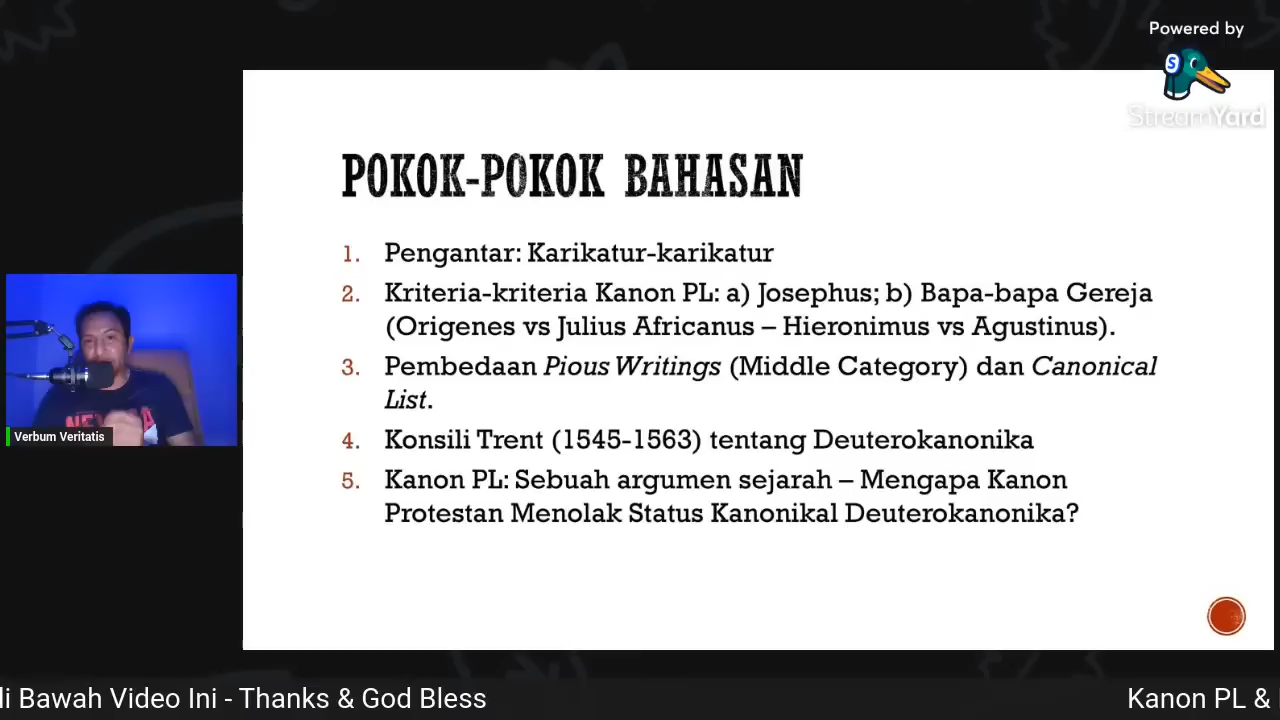 Powered by
StreamYard
POKOK-POKOK BAHASAN
1. Pengantar: Karikatur-karikatur
2. Kriteria-kriteria Kanon PL: a) Josephus; b) Bapa-bapa Gereja
(Origenes vs Julius Africanus – Hieronimus vs Agustinus).
3. Pembedaan Pious Writings (Middle Category) dan Canonical
List.
4. Konsili Trent (1545-1563) tentang Deuterokanonika
5. Kanon PL: Sebuah argumen sejarah – Mengapa Kanon
Protestan Menolak Status Kanonikal Deuterokanonika?
Verbum Veritatis
di Bawah Video Ini - Thanks & God Bless
Kanon PL &